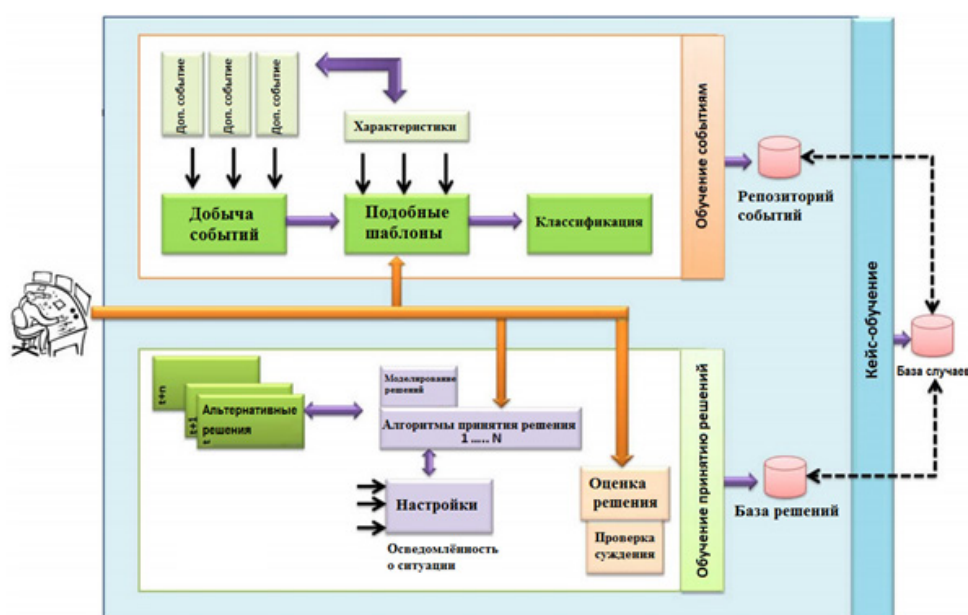 Доп. событие
Доп. событие
Доп. событие
Характеристики
Добыча
событий
Подобные
шаблоны
Классификация
Обучение событиям
Репозиторий
событий
Кейс-обучение
База случаев
t+n
t+1
t
Альтернативные
решения
Моделирование
решений
Алгоритмы принятия решения
1 ..... N
Настройки
Осведомлённость
о ситуации
Оценка
решения
Проверка
суждения
Обучение принятию решений
База решений